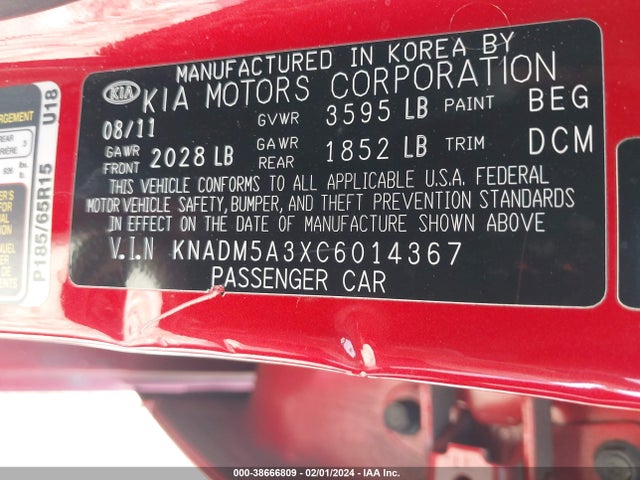 MANUFACTURED IN KOREA BY
KIA KIA MOTORS CORPORATION
08/11 GVWR 3595 LB PAINT BEG
GAWR FRONT 2028 LB GAWR REAR 1852 LB TRIM DCM
THIS VEHICLE CONFORMS TO ALL APPLICABLE U.S.A. FEDERAL
MOTOR VEHICLE SAFETY, BUMPER, AND THEFT PREVENTION STANDARDS
IN EFFECT ON THE DATE OF MANUFACTURE SHOWN ABOVE
V.I.N KNADM5A3XC6014367
PASSENGER CAR
P185/65R15 U18
000-38666809 - 02/01/2024 - IAA Inc.